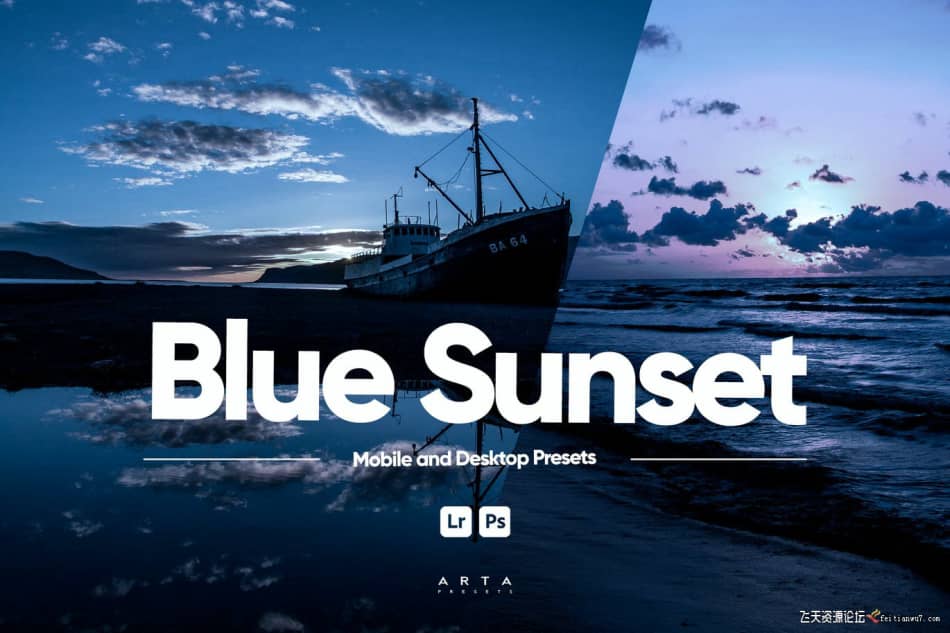 BA 64
Blue Sunset
Mobile and Desktop Presets
Lr Ps
ARTA
PRESETS
飞天资源论坛 feitianwu7.com